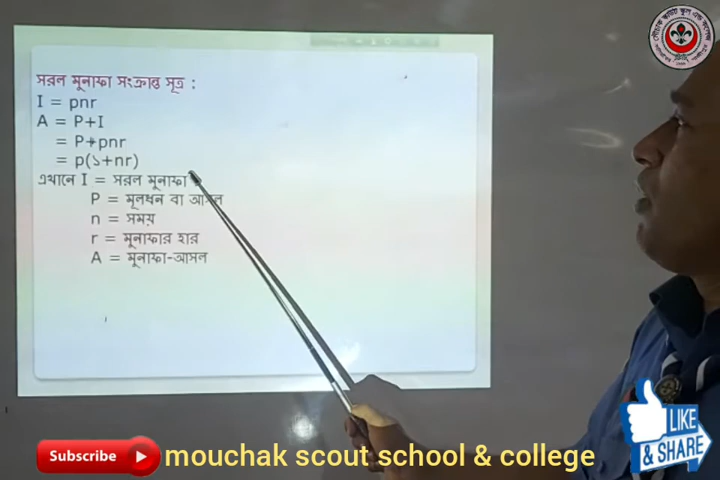 সরল মুনাফা সংক্রান্ত সূত্র :
I = pnr
A = P+I
= P+pnr
= p(১+nr)
এখানে I = সরল মুনাফা
P = মূলধন বা আসল
n = সময়
r = মুনাফার হার
A = মুনাফা-আসল
LIKE
& SHARE
Subscribe
mouchak scout school & college